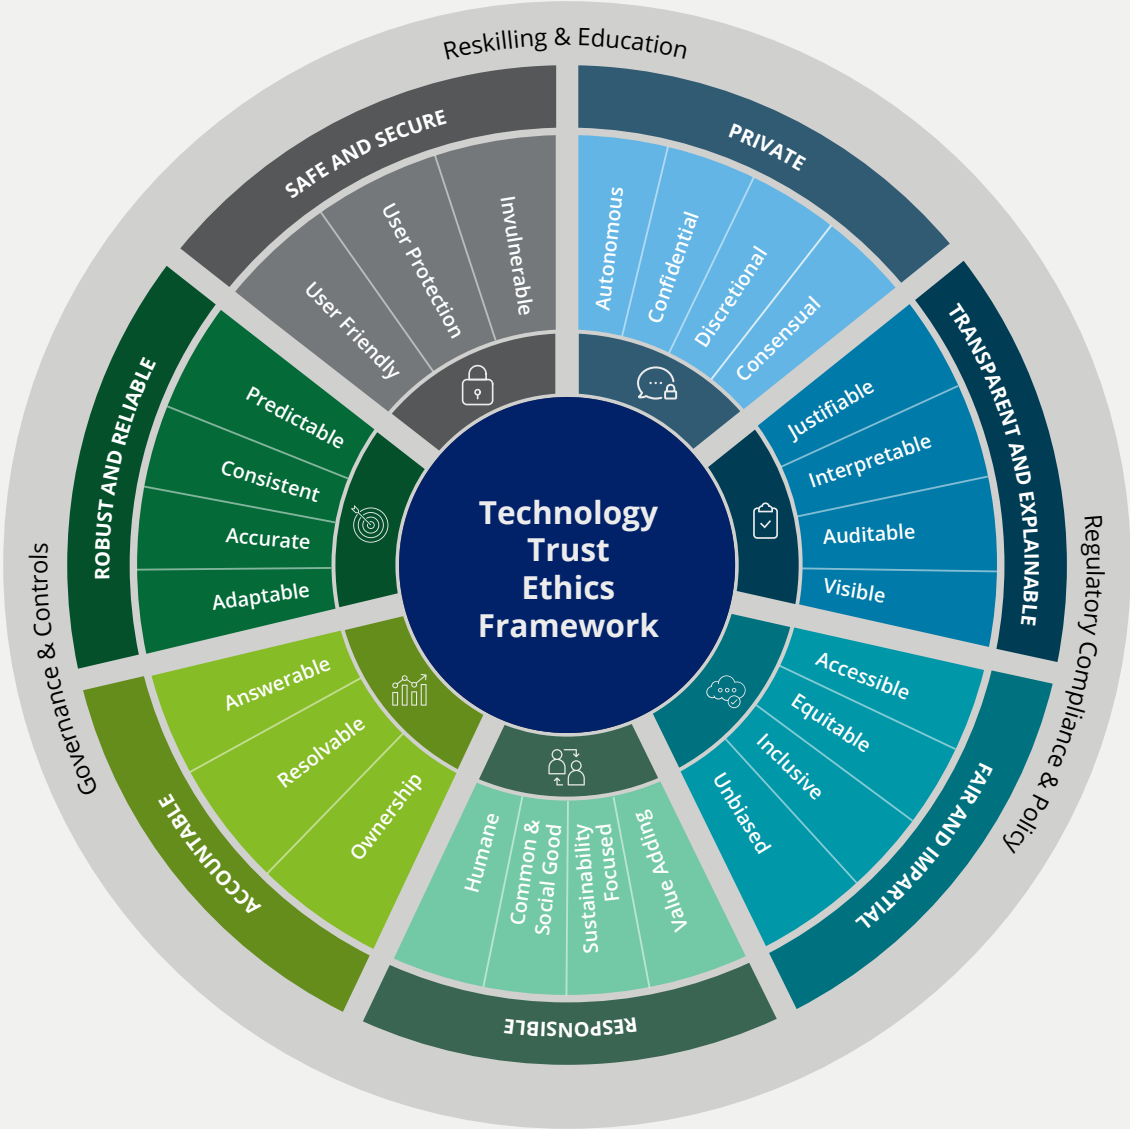 Reskilling & Education
Technology
Trust
Ethics
Framework
PRIVATE
Autonomous
Confidential
Discretional
Consensual
TRANSPARENT AND EXPLAINABLE
Justifiable
Interpretable
Auditable
Visible
Regulatory Compliance & Policy
FAIR AND IMPARTIAL
Accessible
Equitable
Inclusive
Unbiased
RESPONSIBLE
Value Adding
Sustainability
Focused
Common &
Social Good
Humane
ACCOUNTABLE
Ownership
Resolvable
Answerable
Governance & Controls
ROBUST AND RELIABLE
Adaptable
Accurate
Consistent
Predictable
SAFE AND SECURE
User Friendly
User Protection
Invulnerable